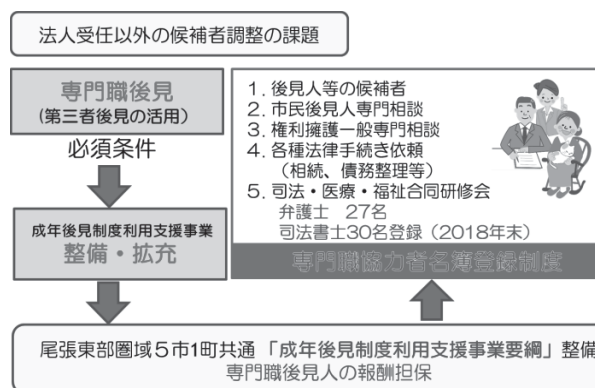 法人受任以外の候補者調整の課題
専門職後見
(第三者後見の活用)
必須条件
成年後見制度利用支援事業
整備・拡充
1. 後見人等の候補者
2. 市民後見人専門相談
3. 権利擁護一般専門相談
4. 各種法律手続き依頼
(相続、債務整理等)
5. 司法・医療・福祉合同研修会
弁護士 27名
司法書士30名登録(2018年末)
専門職協力者名簿登録制度
尾張東部圏域5市1町共通「成年後見制度利用支援事業要綱」整備
専門職後見人の報酬担保